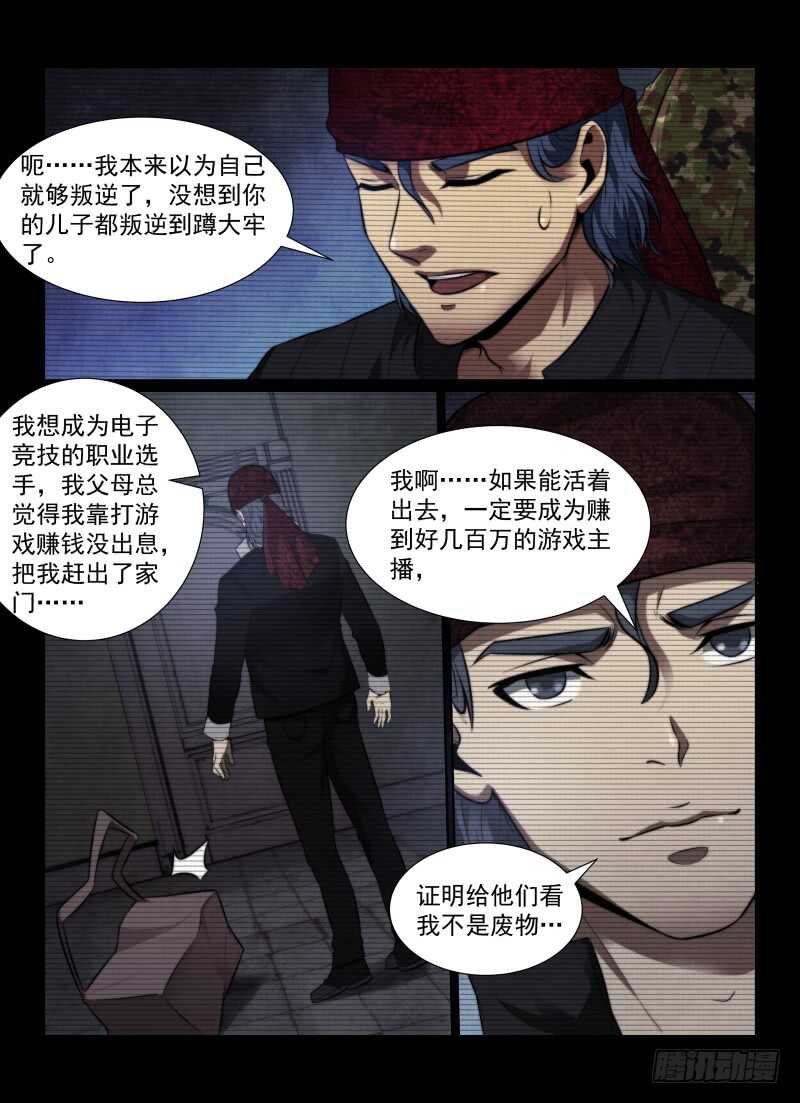 呃……我本来以为自己
就够叛逆了，没想到你
的儿子都叛逆到蹲大牢
了。
我想成为电子
竞技的职业选
手，我父母总
觉得我靠打游
戏赚钱没出息，
把我赶出了家
门……
我啊……如果能活着
出去，一定要成为赚
到好几百万的游戏主
播，
证明给他们看
我不是废物…
腾讯动漫